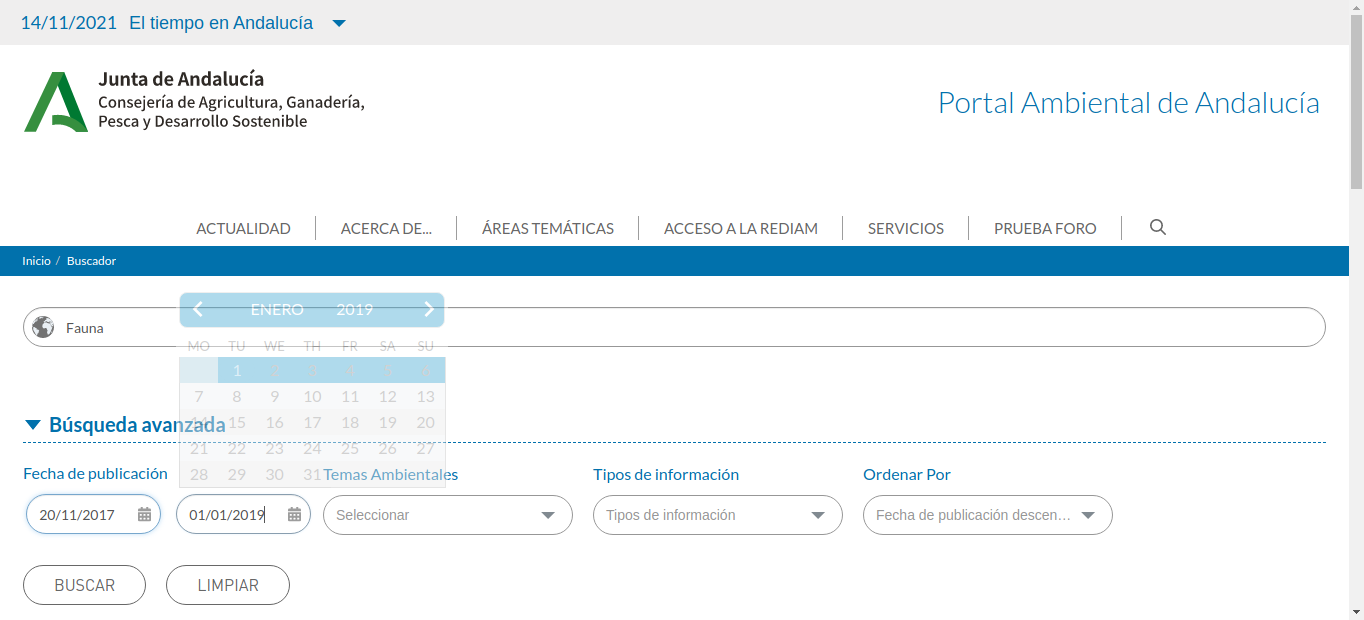 14/11/2021 El tiempo en Andalucía
Junta de Andalucía
Consejería de Agricultura, Ganadería,
Pesca y Desarrollo Sostenible
Portal Ambiental de Andalucía
ACTUALIDAD ACERCA DE... ÁREAS TEMÁTICAS ACCESO A LA REDIAM SERVICIOS PRUEBA FORO
Inicio / Buscador
ENERO 2019
Fauna
MO TU WE TH FR SA SU
1 2 3 4 5 6
7 8 9 10 11 12 13
14 15 16 17 18 19 20
Búsqueda avanzada
21 22 23 24 25 26 27
28 29 30 31
Fecha de publicación Temas Ambientales Tipos de información Ordenar Por
20/11/2017 01/01/2019 Seleccionar Tipos de información Fecha de publicación descen...
BUSCAR LIMPIAR